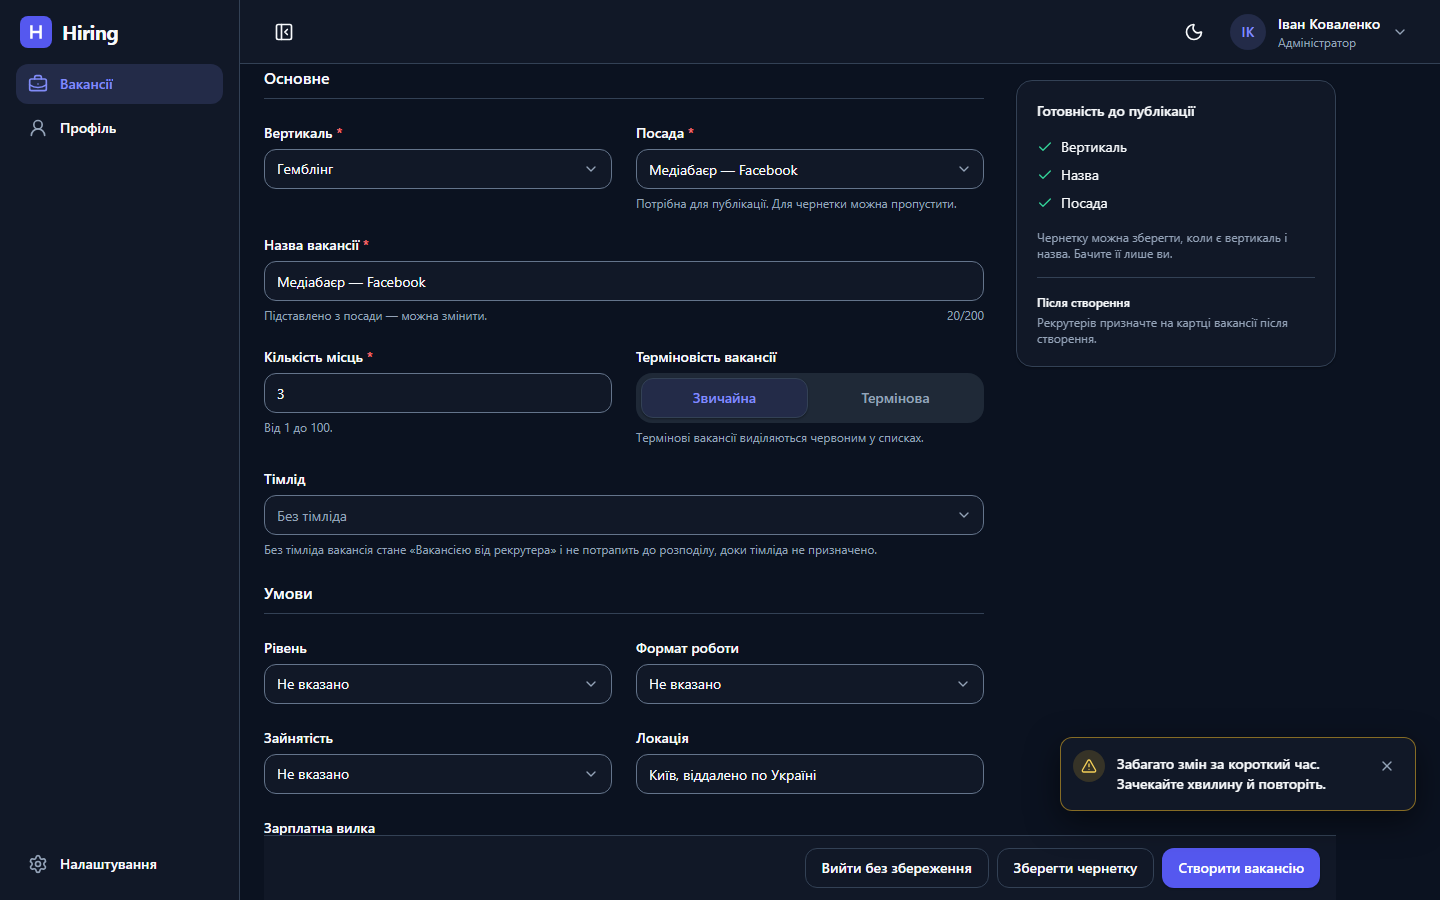 H Hiring
Вакансії
Профіль
Налаштування
ІК
Іван Коваленко
Адміністратор
Основне
Вертикаль *
Гемблінг
Посада *
Медіабаєр — Facebook
Потрібна для публікації. Для чернетки можна пропустити.
Назва вакансії *
Медіабаєр — Facebook
Підставлено з посади — можна змінити.
20/200
Кількість місць *
3
Від 1 до 100.
Терміновість вакансії
Звичайна
Термінова
Термінові вакансії виділяються червоним у списках.
Тімлід
Без тімліда
Без тімліда вакансія стане «Вакансією від рекрутера» і не потрапить до розподілу, доки тімліда не призначено.
Умови
Рівень
Не вказано
Формат роботи
Не вказано
Зайнятість
Не вказано
Локація
Київ, віддалено по Україні
Зарплатна вилка
Готовність до публікації
Вертикаль
Назва
Посада
Чернетку можна зберегти, коли є вертикаль і
назва. Бачите її лише ви.
Після створення
Рекрутерів призначте на картці вакансії після
створення.
Забагато змін за короткий час.
Зачекайте хвилину й повторіть.
Вийти без збереження
Зберегти чернетку
Створити вакансію